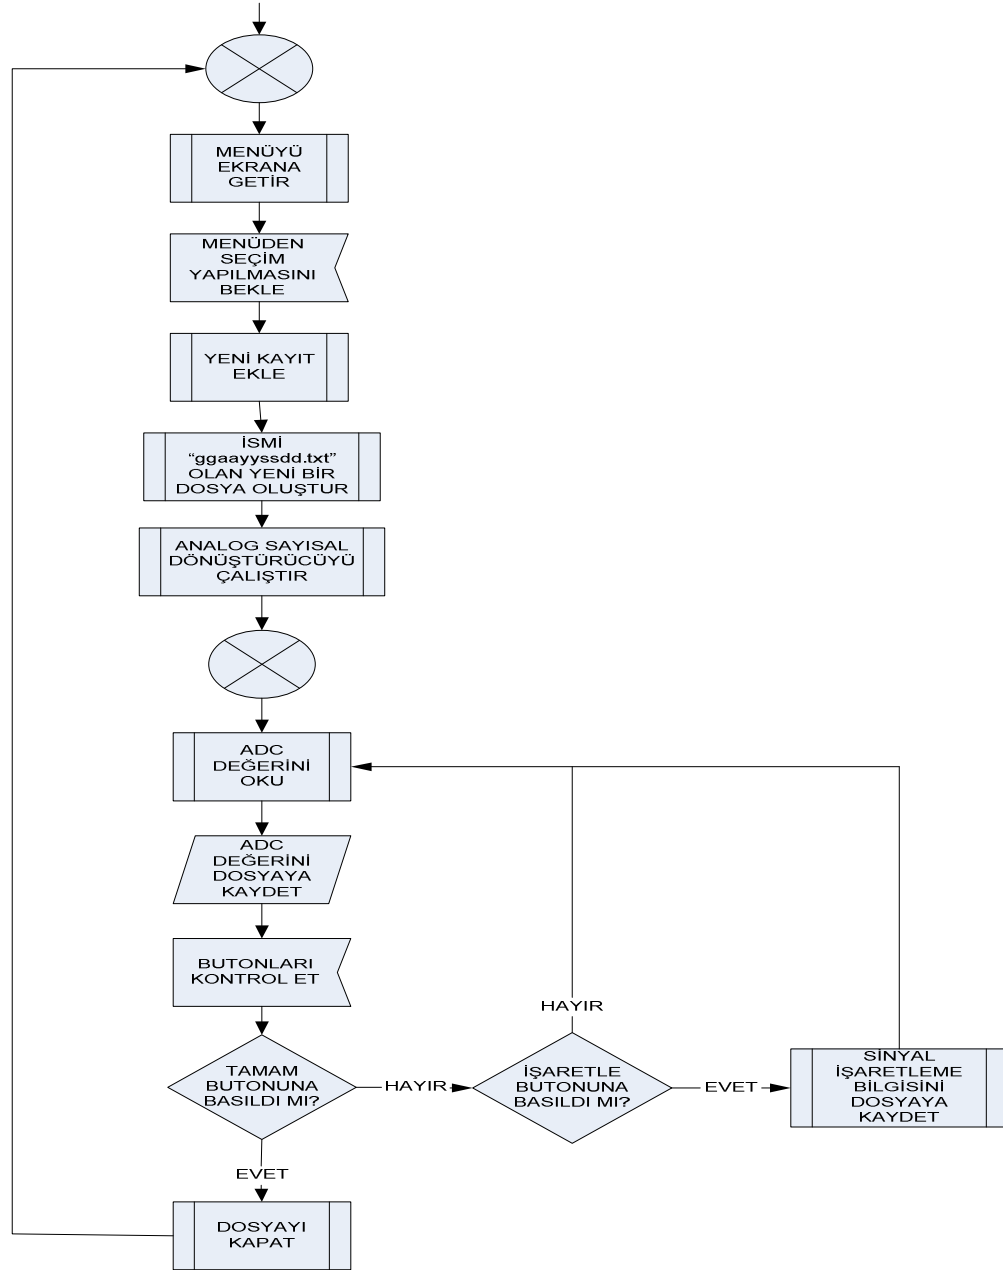 MENÜYÜ
EKRANA
GETİR
MENÜDEN
SEÇİM
YAPILMASINI
BEKLE
YENİ KAYIT
EKLE
İSMİ
“ggaayyssdd.txt”
OLAN YENİ BİR
DOSYA OLUŞTUR
ANALOG SAYISAL
DÖNÜŞTÜRÜCÜYÜ
ÇALIŞTIR
ADC
DEĞERİNİ
OKU
ADC
DEĞERİNİ
DOSYAYA
KAYDET
BUTONLARI
KONTROL ET
TAMAM
BUTONUNA
BASILDI MI?
HAYIR
İŞARETLE
BUTONUNA
BASILDI MI?
HAYIR
EVET
SİNYAL
İŞARETLEME
BİLGİSİNİ
DOSYAYA
KAYDET
EVET
DOSYAYI
KAPAT